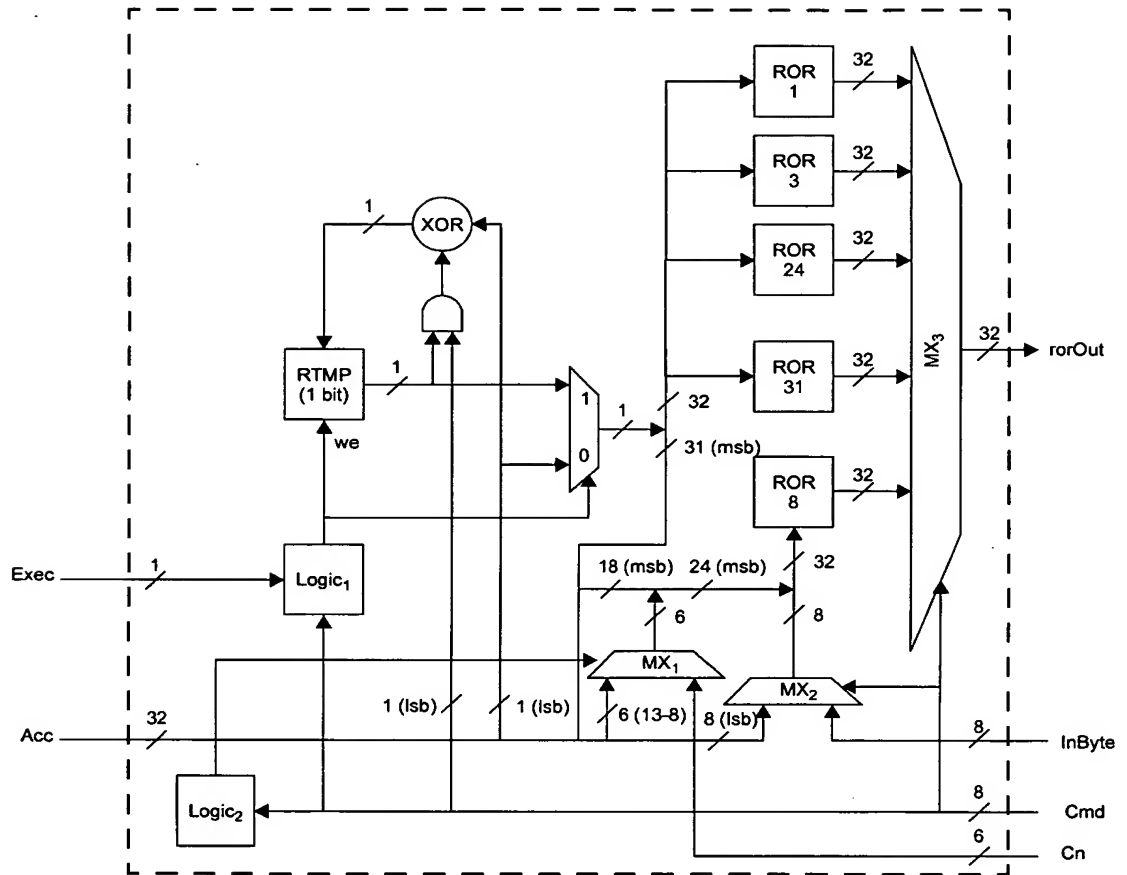 ROR
1
32
ROR
3
32
ROR
24
32
ROR
31
32
ROR
8
32
MX3
32
rorOut
1
XOR
RTMP
(1 bit)
1
we
1
0
1
32
31 (msb)
Exec
1
Logic1
18 (msb)
24 (msb)
32
6
8
MX1
MX2
1 (lsb)
1 (lsb)
6 (13–8)
8 (lsb)
Acc
32
8
InByte
Logic2
8
Cmd
6
Cn